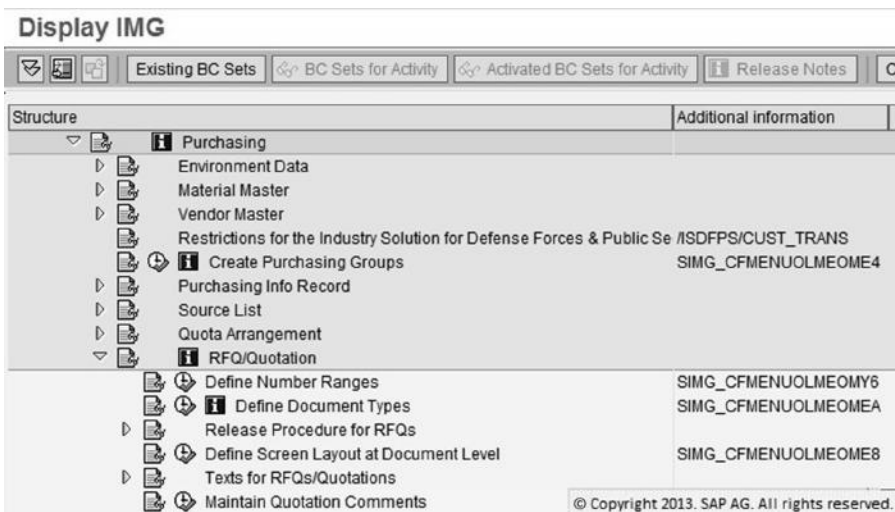 Display IMG
Existing BC Sets BC Sets for Activity Activated BC Sets for Activity Release Notes C
Structure Additional information
Purchasing
Environment Data
Material Master
Vendor Master
Restrictions for the Industry Solution for Defense Forces & Public Se /ISDFPS/CUST_TRANS
Create Purchasing Groups SIMG_CFMENUOLMEOME4
Purchasing Info Record
Source List
Quota Arrangement
RFQ/Quotation
Define Number Ranges SIMG_CFMENUOLMEOMY6
Define Document Types SIMG_CFMENUOLMEOMEA
Release Procedure for RFQs
Define Screen Layout at Document Level SIMG_CFMENUOLMEOME8
Texts for RFQs/Quotations
Maintain Quotation Comments © Copyright 2013. SAP AG. All rights reserved.